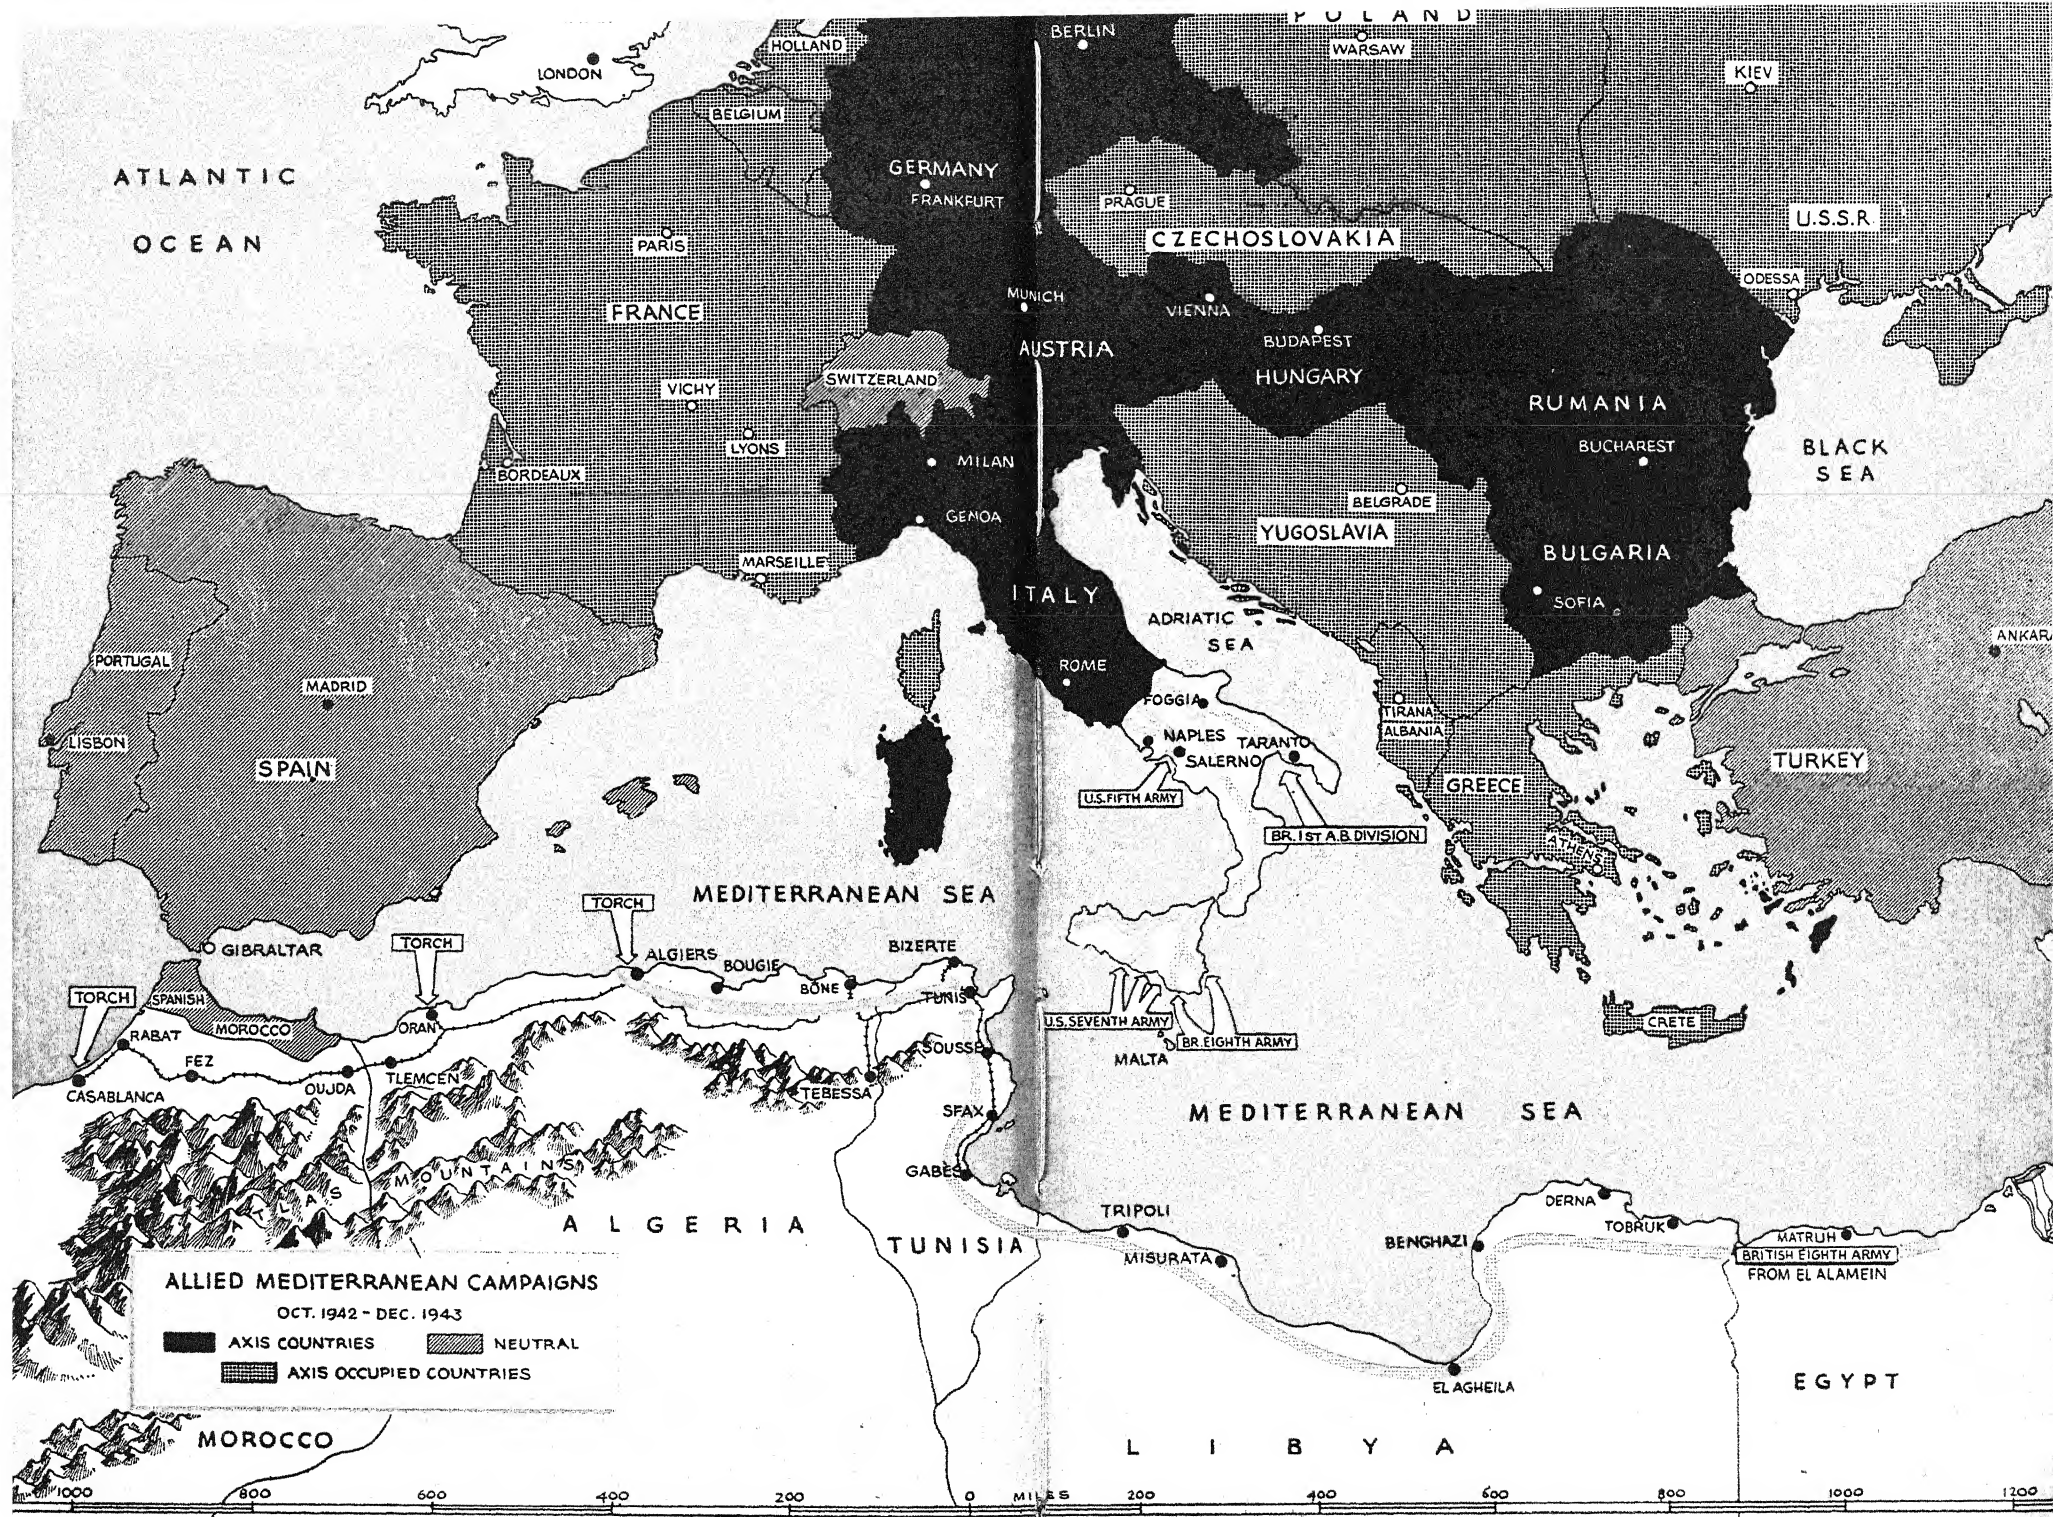 POLAND
BERLIN
HOLLAND
WARSAW
LONDON
KIEV
BELGIUM
ATLANTIC
OCEAN
GERMANY
FRANKFURT
PRAGUE
CZECHOSLOVAKIA
U.S.S.R.
PARIS
ODESSA
MUNICH
VIENNA
FRANCE
BUDAPEST
AUSTRIA
HUNGARY
SWITZERLAND
VICHY
RUMANIA
BUCHAREST
BLACK
SEA
LYONS
MILAN
BORDEAUX
BELGRADE
GENOA
YUGOSLAVIA
BULGARIA
MARSEILLE
ITALY
SOFIA
ADRIATIC
SEA
ANKARA
PORTUGAL
ROME
MADRID
FOGGIA
TIRANA
ALBANIA
LISBON
NAPLES
TARANTO
SALERNO
SPAIN
TURKEY
GREECE
U.S. FIFTH ARMY
BR. 1ST A.B. DIVISION
ATHENS
MEDITERRANEAN SEA
TORCH
GIBRALTAR
TORCH
ALGIERS
BOUGIE
BIZERTE
BÔNE
TUNIS
TORCH
SPANISH
MOROCCO
ORAN
CRETE
U.S. SEVENTH ARMY
BR. EIGHTH ARMY
MALTA
RABAT
FEZ
SOUSSE
CASABLANCA
OUJDA
TLEMCEN
TEBESSA
SFAX
MEDITERRANEAN SEA
ATLAS MOUNTAINS
GABES
ALGERIA
TUNISIA
TRIPOLI
MISURATA
BENGHAZI
DERNA
TOBRUK
MATRUH
BRITISH EIGHTH ARMY
FROM EL ALAMEIN
ALLIED MEDITERRANEAN CAMPAIGNS
OCT. 1942 - DEC. 1943
AXIS COUNTRIES
NEUTRAL
AXIS OCCUPIED COUNTRIES
EL AGHEILA
EGYPT
MOROCCO
LIBYA
1000 800 600 400 200 0 MILES 200 400 600 800 1000 1200